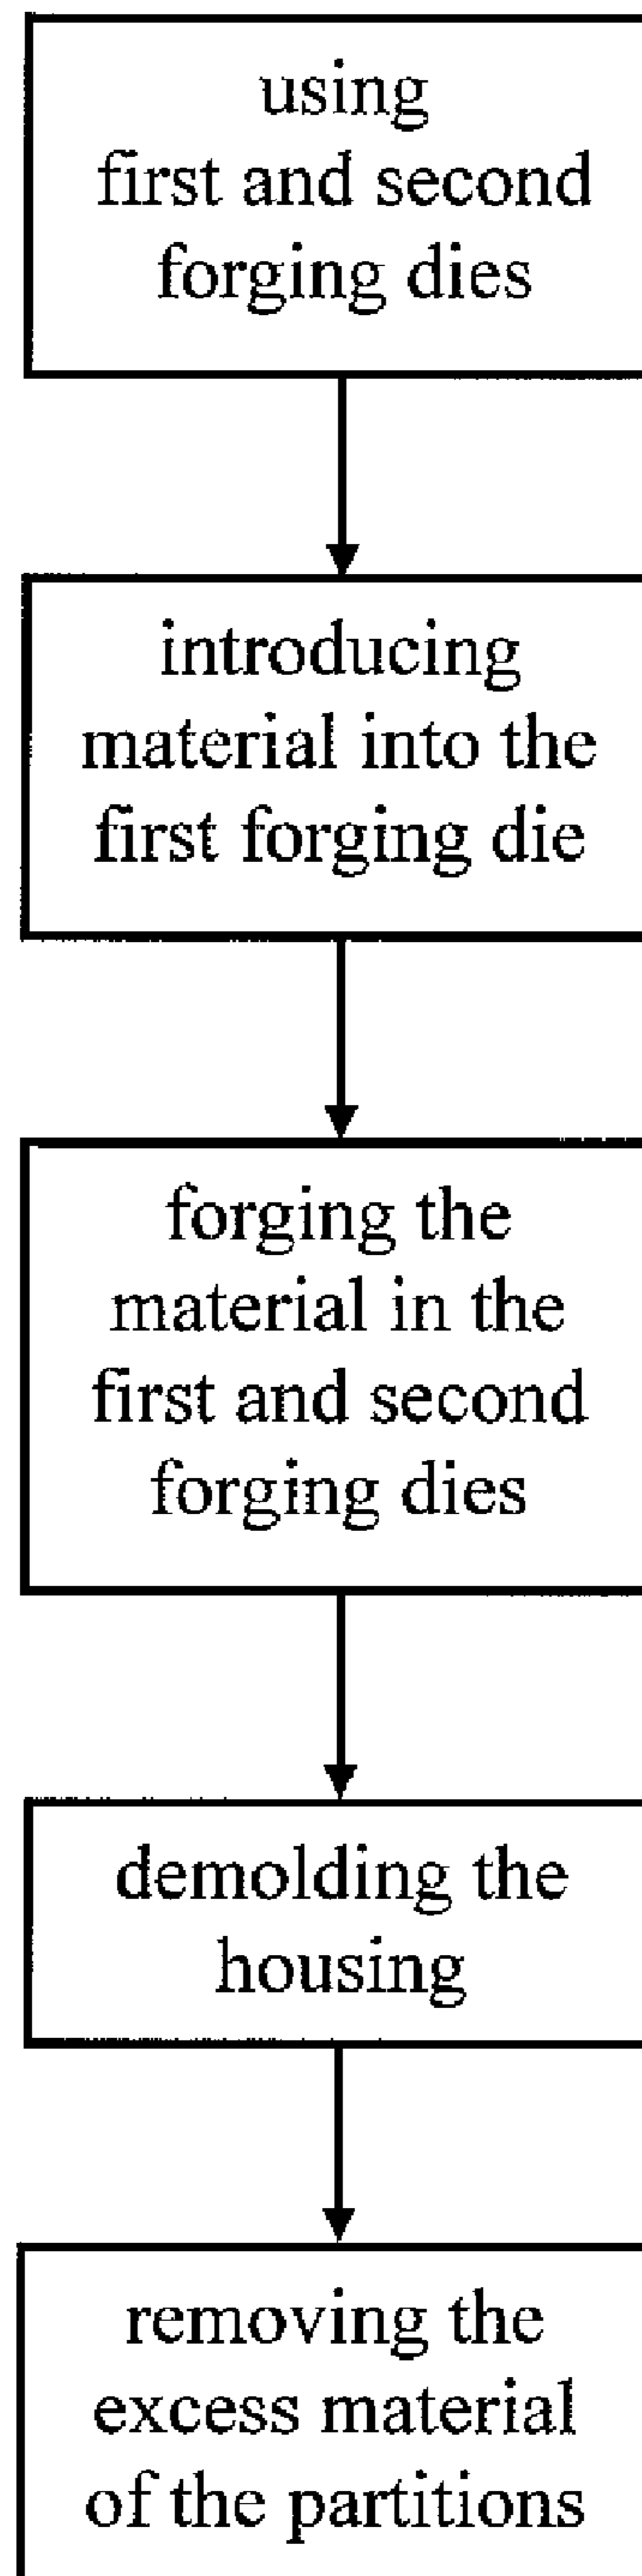 using
first and second
forging dies
introducing
material into the
first forging die
forging the
material in the
first and second
forging dies
demolding the
housing
removing the
excess material
of the partitions